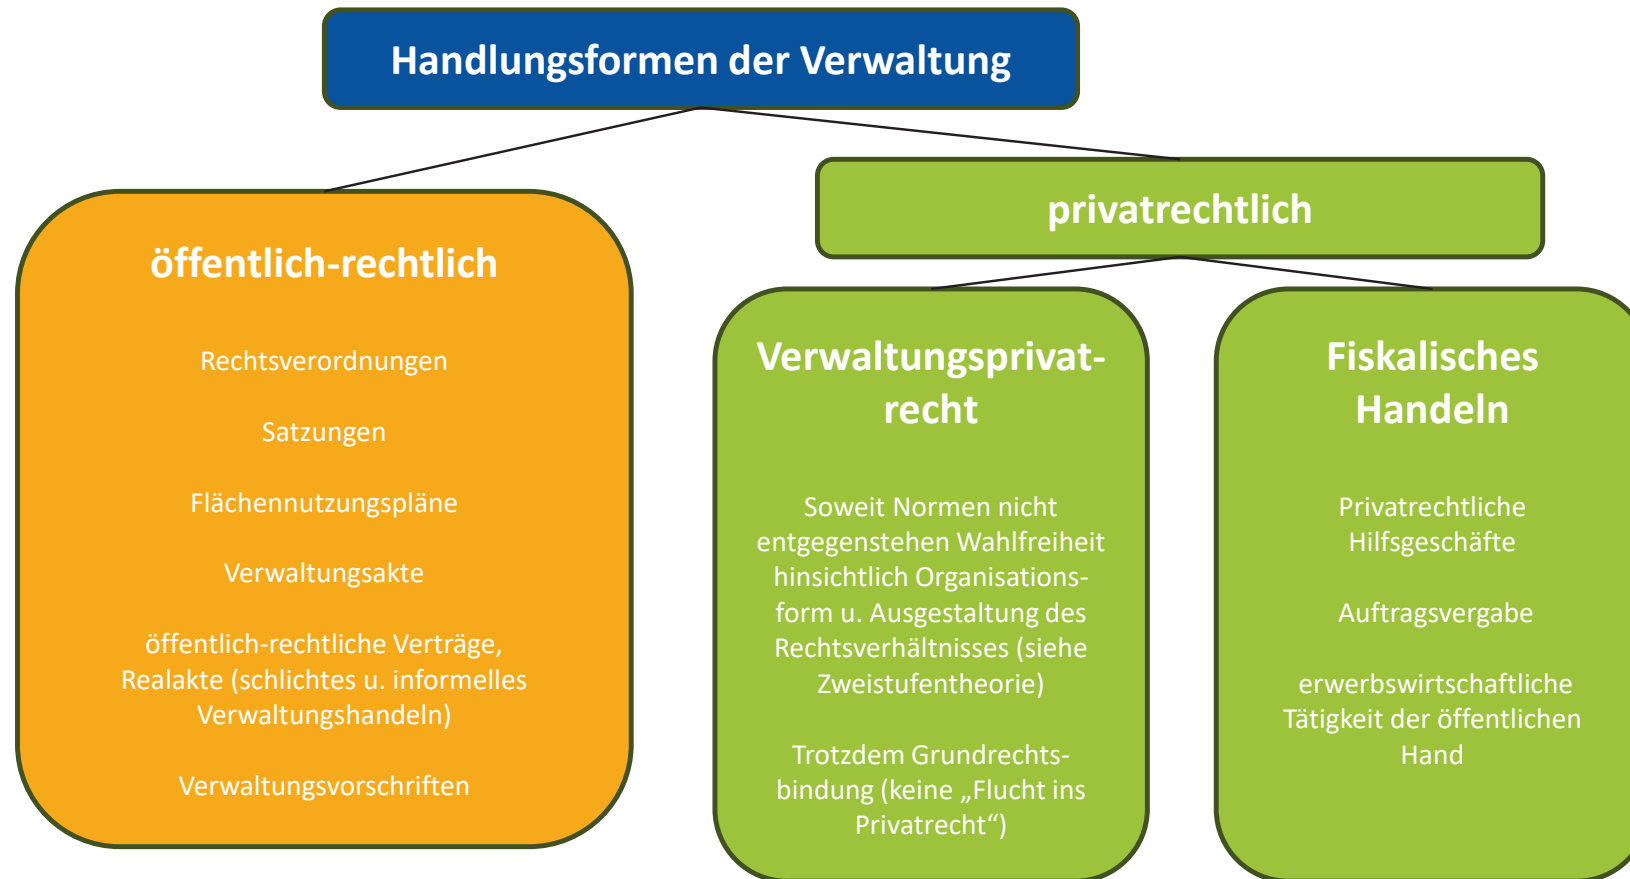 Handlungsformen der Verwaltung
öffentlich-rechtlich
Rechtsverordnungen
Satzungen
Flächennutzungspläne
Verwaltungsakte
öffentlich-rechtliche Verträge,
Realakte (schlichtes u. informelles
Verwaltungshandeln)
Verwaltungsvorschriften
privatrechtlich
Verwaltungsprivat-
recht
Soweit Normen nicht
entgegenstehen Wahlfreiheit
hinsichtlich Organisations-
form u. Ausgestaltung des
Rechtsverhältnisses (siehe
Zweistufentheorie)
Trotzdem Grundrechts-
bindung (keine „Flucht ins
Privatrecht“)
Fiskalisches
Handeln
Privatrechtliche
Hilfsgeschäfte
Auftragsvergabe
erwerbswirtschaftliche
Tätigkeit der öffentlichen
Hand